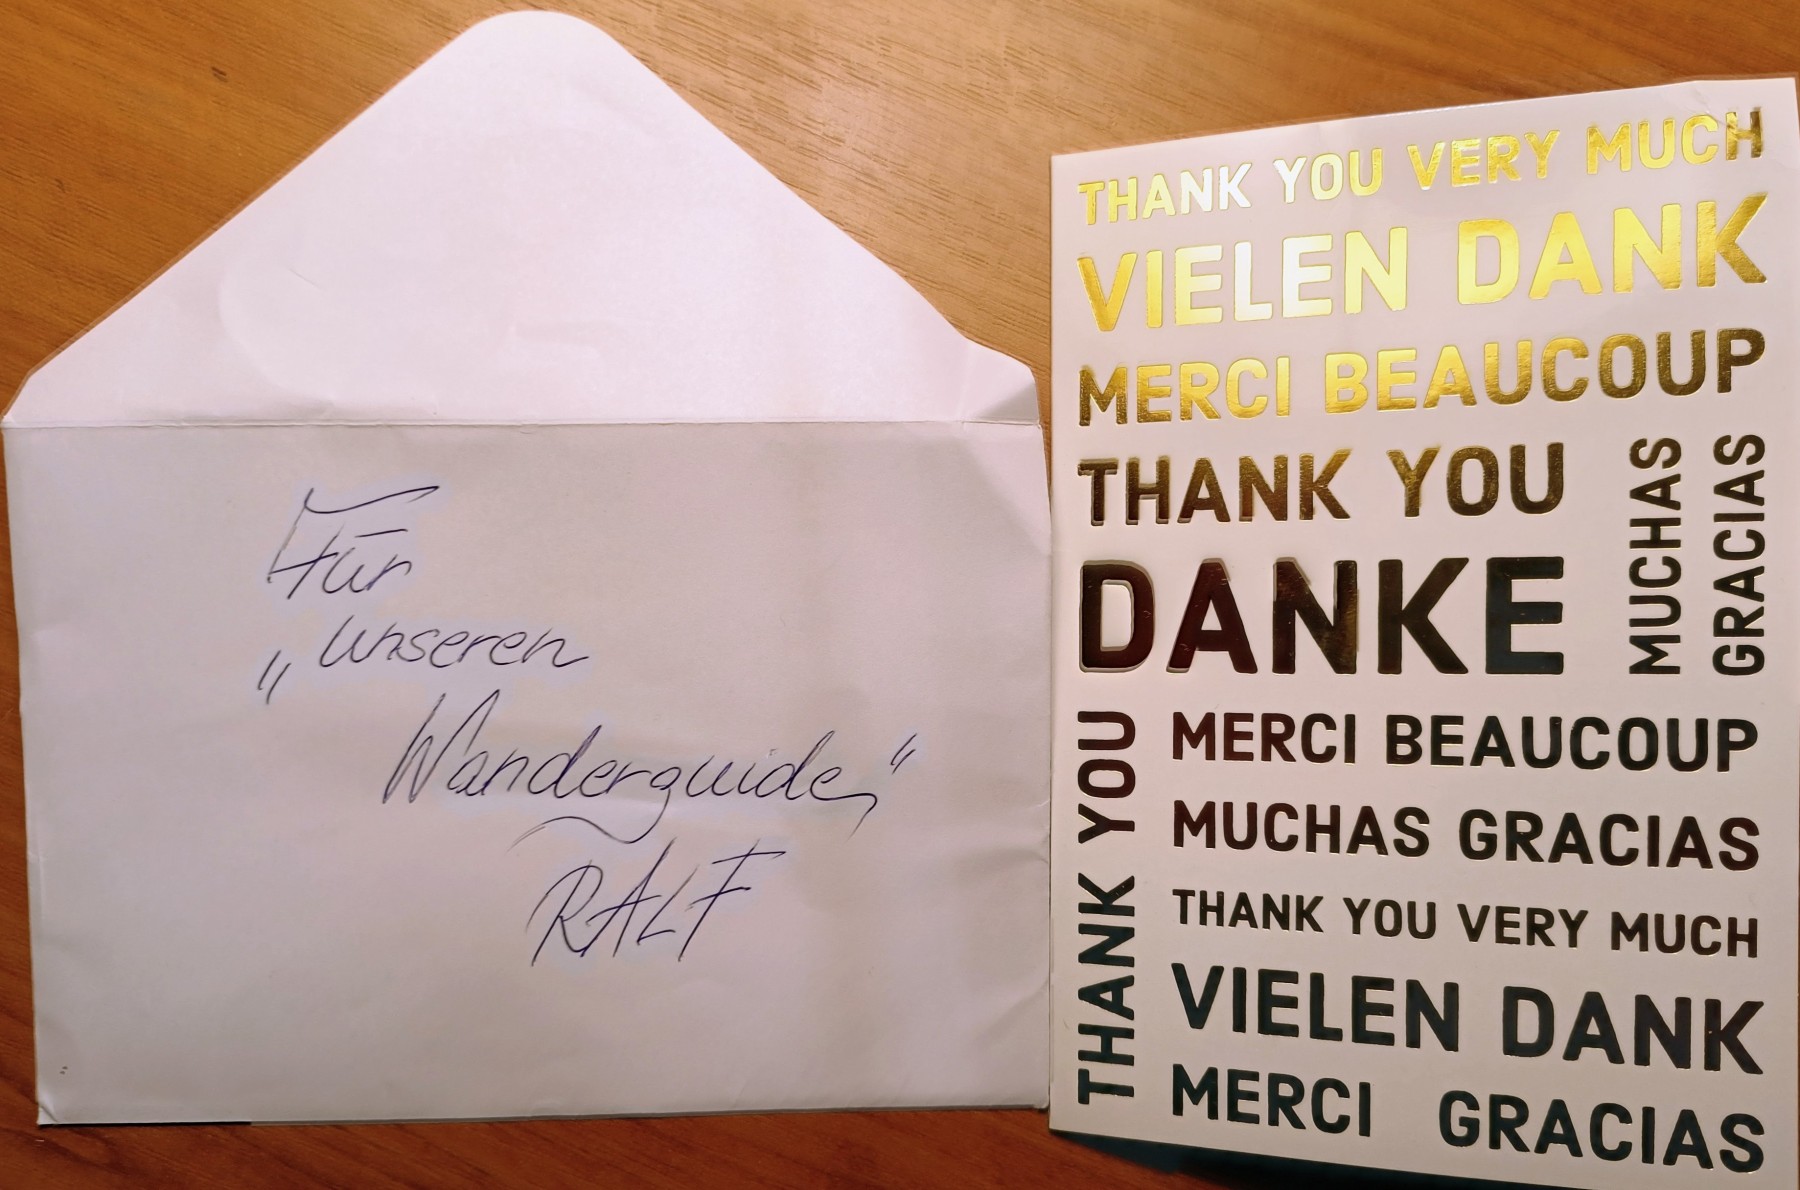 Für
„unseren
Wanderguide“
RALF
THANK YOU VERY MUCH
VIELEN DANK
MERCI BEAUCOUP
THANK YOU
DANKE
MUCHAS
GRACIAS
THANK YOU
MERCI BEAUCOUP
MUCHAS GRACIAS
THANK YOU VERY MUCH
VIELEN DANK
MERCI GRACIAS